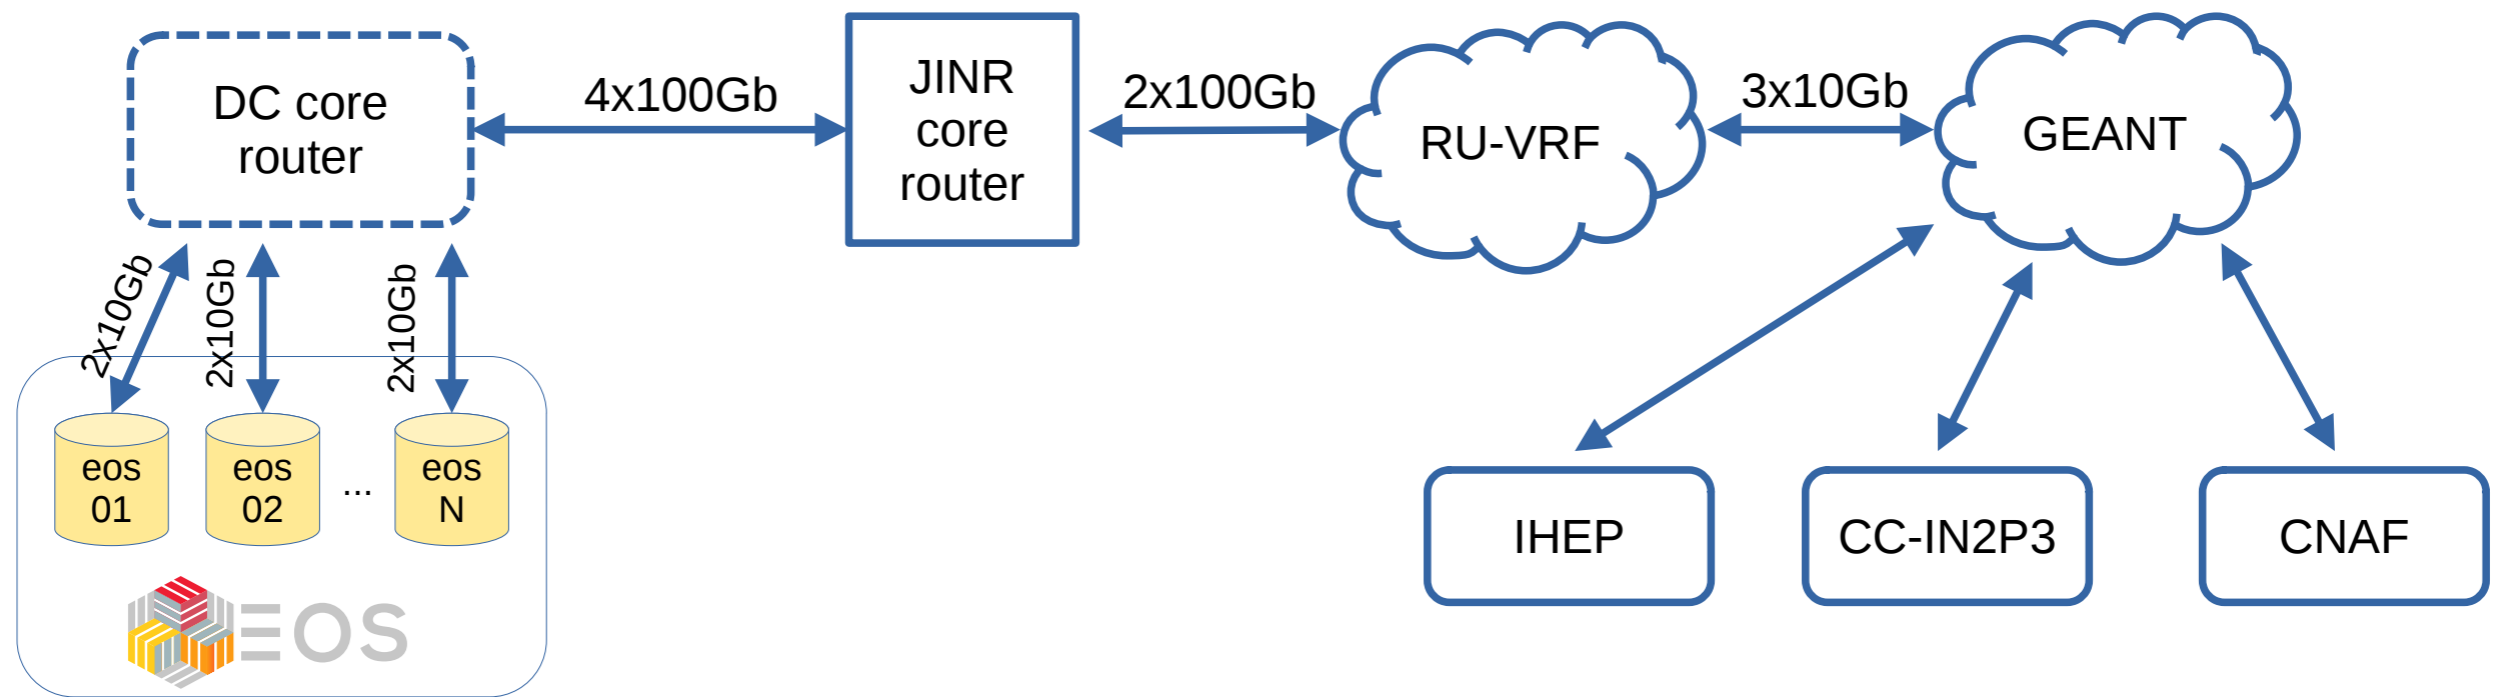 DC core
router
4x100Gb
JINR
core
router
2x100Gb
RU-VRF
3x10Gb
GEANT
2x10Gb
2x10Gb
2x10Gb
eos
01
eos
02
...
eos
N
EOS
IHEP
CC-IN2P3
CNAF